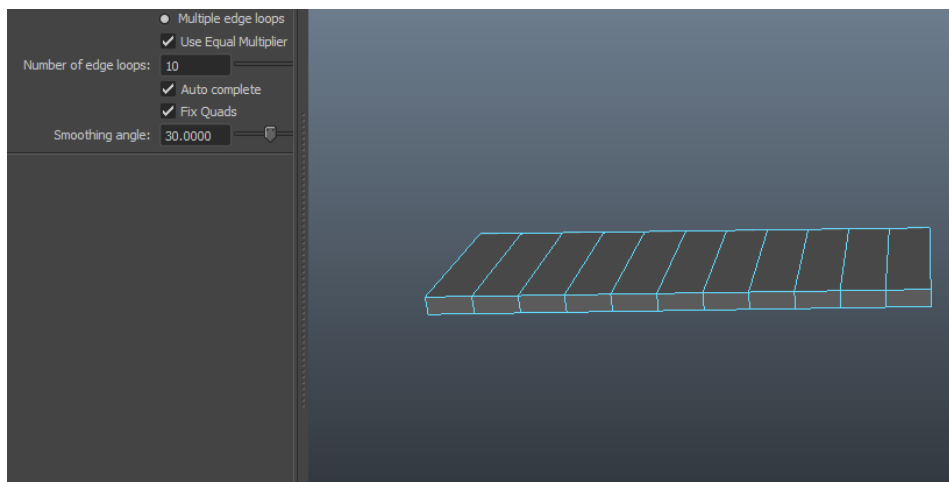 Multiple edge loops
Use Equal Multiplier
Number of edge loops: 10
Auto complete
Fix Quads
Smoothing angle: 30.0000